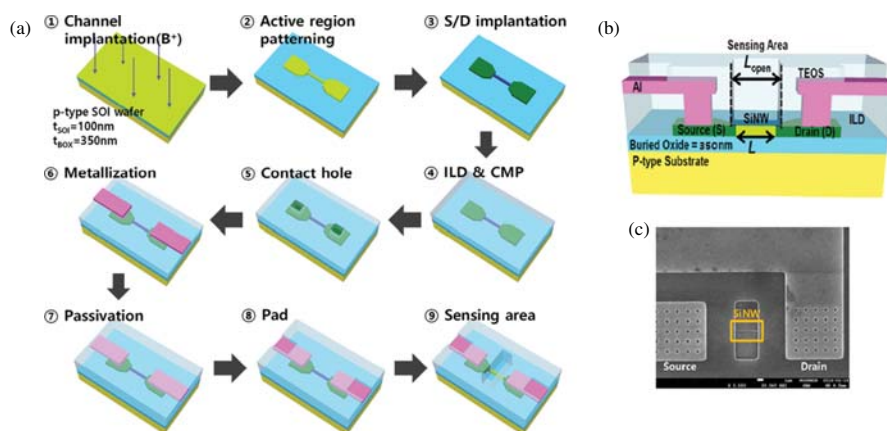 (a)
① Channel
implantation(B⁺)
p-type SOI wafer
t_SOI=100nm
t_BOX=350nm
② Active region
patterning
③ S/D implantation
④ ILD & CMP
⑤ Contact hole
⑥ Metallization
⑦ Passivation
⑧ Pad
⑨ Sensing area
(b)
Sensing Area
L_open
TEOS
Al
SiNW
ILD
Source (S)
Drain (D)
Buried Oxide = 350nm
L
P-type Substrate
(c)
SiNW
Source
Drain